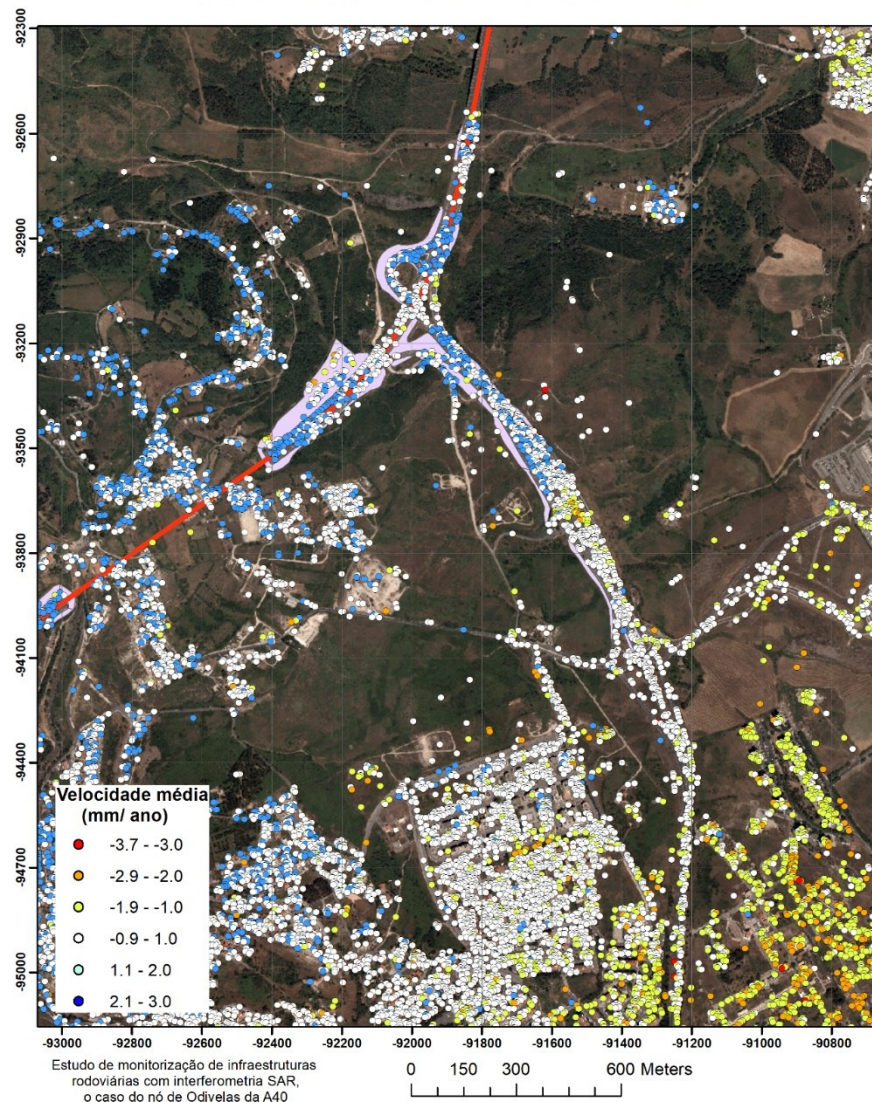 -92300
-92600
-92900
-93200
-93500
-93800
-94100
-94400
-94700
-95000
Velocidade média
(mm/ ano)
-3.7 - -3.0
-2.9 - -2.0
-1.9 - -1.0
-0.9 - 1.0
1.1 - 2.0
2.1 - 3.0
-93000 -92800 -92600 -92400 -92200 -92000 -91800 -91600 -91400 -91200 -91000 -90800
Estudo de monitorização de infraestruturas
rodoviárias com interferometria SAR,
o caso do nó de Odivelas da A40
0 150 300 600 Meters